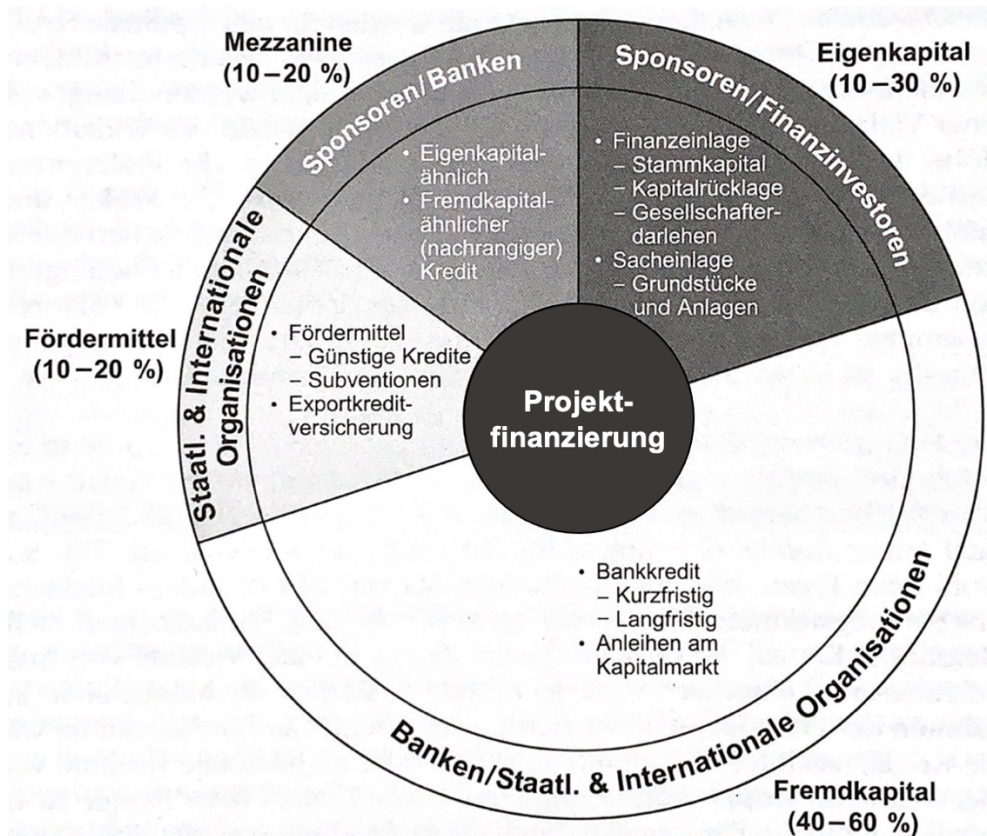 Mezzanine
(10–20 %)
Sponsoren/Banken
• Eigenkapital-
ähnlich
• Fremdkapital-
ähnlicher
(nachrangiger)
Kredit
Eigenkapital
(10–30 %)
Sponsoren/Finanzinvestoren
• Finanzeinlage
– Stammkapital
– Kapitalrücklage
– Gesellschafter-
darlehen
• Sacheinlage
– Grundstücke
und Anlagen
Fördermittel
(10–20 %)
Staatl. & Internationale
Organisationen
• Fördermittel
– Günstige Kredite
– Subventionen
• Exportkredit-
versicherung
Projekt-
finanzierung
• Bankkredit
– Kurzfristig
– Langfristig
• Anleihen am
Kapitalmarkt
Banken/Staatl. & Internationale Organisationen
Fremdkapital
(40–60 %)